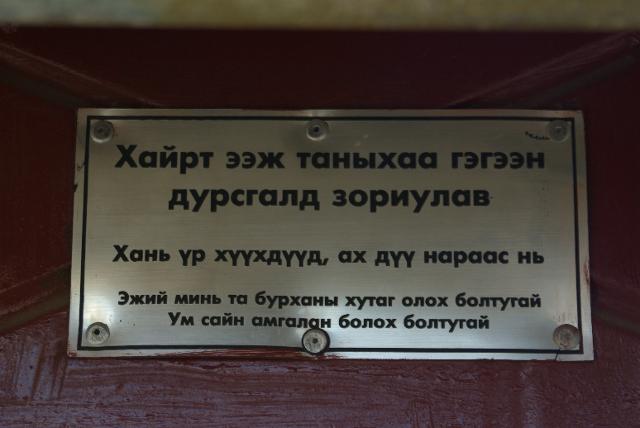 Хайрт ээж таныхаа гэгээн
дурсгалд зориулав
Хань үр хүүхдүүд, ах дүү нараас нь
Эжий минь та бурханы хутаг олох болтугай
Ум сайн амгалан болох болтугай